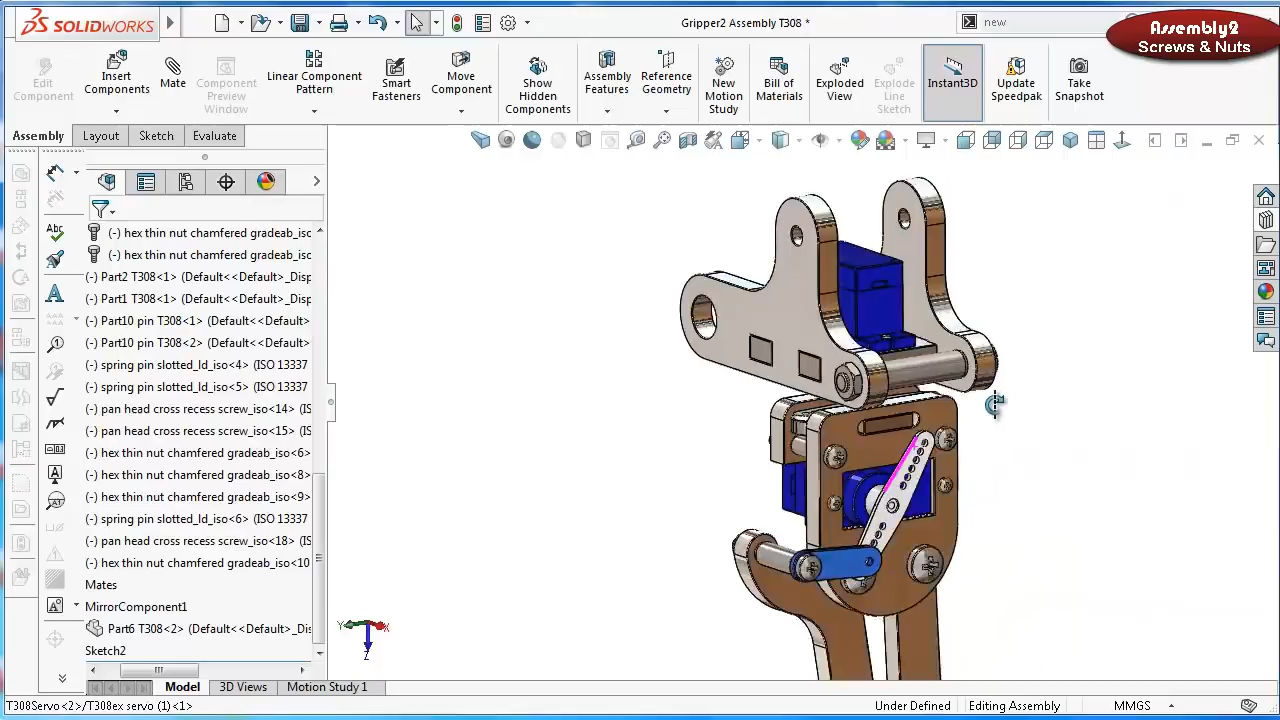 SOLIDWORKS
Gripper2 Assembly T308 *
new
Assembly2
Screws & Nuts
Edit
Component
Insert
Components
Mate
Component
Preview
Window
Linear Component
Pattern
Smart
Fasteners
Move
Component
Show
Hidden
Components
Assembly
Features
Reference
Geometry
New
Motion
Study
Bill of
Materials
Exploded
View
Explode
Line
Sketch
Instant3D
Update
Speedpak
Take
Snapshot
Assembly
Layout
Sketch
Evaluate
(-) hex thin nut chamfered gradeab_iso
(-) hex thin nut chamfered gradeab_iso
(-) Part2 T308<1> (Default<<Default>_Disp
(-) Part1 T308<1> (Default<<Default>_Disp
(-) Part10 pin T308<1> (Default<<Default>
(-) Part10 pin T308<2> (Default<<Default>
(-) spring pin slotted_ld_iso<4> (ISO 13337
(-) spring pin slotted_ld_iso<5> (ISO 13337
(-) pan head cross recess screw_iso<14> (IS
(-) pan head cross recess screw_iso<15> (IS
(-) hex thin nut chamfered gradeab_iso<6>
(-) hex thin nut chamfered gradeab_iso<8>
(-) hex thin nut chamfered gradeab_iso<9>
(-) spring pin slotted_ld_iso<6> (ISO 13337
(-) pan head cross recess screw_iso<18> (IS
(-) hex thin nut chamfered gradeab_iso<10
Mates
MirrorComponent1
Part6 T308<2> (Default<<Default>_Dis
Sketch2
Y
X
Z
Model
3D Views
Motion Study 1
T308Servo<2>/T308ex servo (1)<1>
Under Defined
Editing Assembly
MMGS